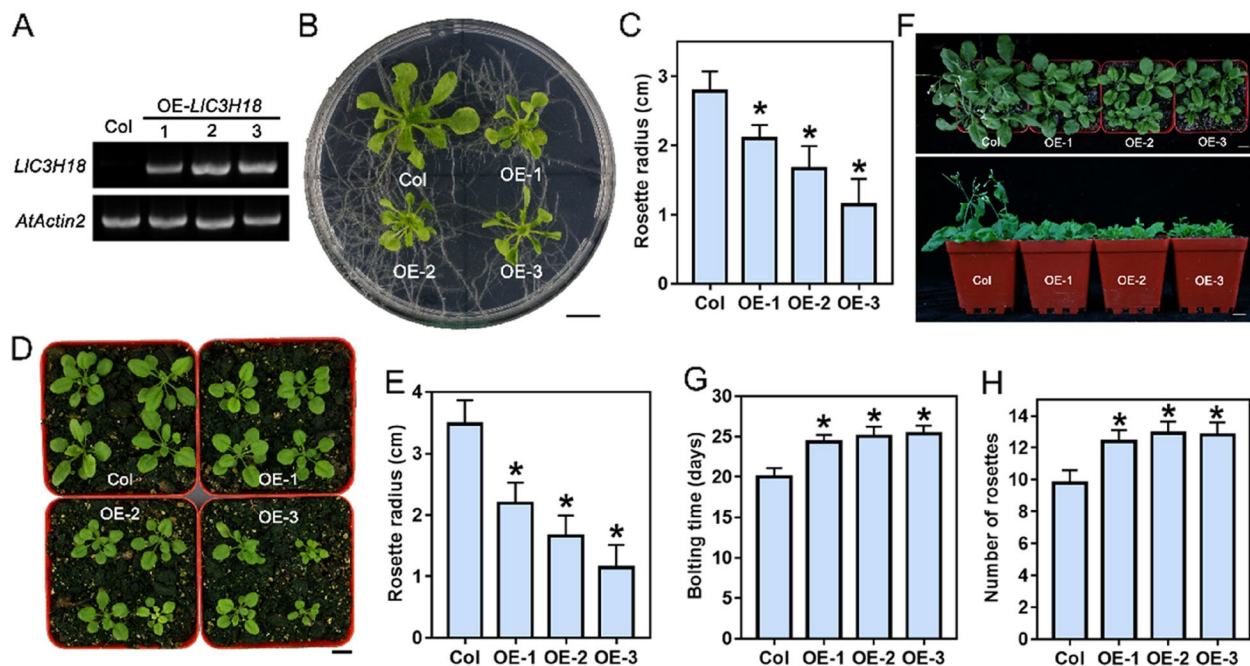 A
OE-LlC3H18
Col 1 2 3
LlC3H18
AtActin2
B
Col
OE-1
OE-2
OE-3
C
Rosette radius (cm)
3
2
1
0
Col OE-1 OE-2 OE-3
* * *
F
Col OE-1 OE-2 OE-3
Col OE-1 OE-2 OE-3
D
Col
OE-1
OE-2
OE-3
E
Rosette radius (cm)
4
3
2
1
0
Col OE-1 OE-2 OE-3
* * *
G
Bolting time (days)
30
25
20
15
10
5
0
Col OE-1 OE-2 OE-3
* * *
H
Number of rosettes
14
12
10
8
6
4
2
0
Col OE-1 OE-2 OE-3
* * *